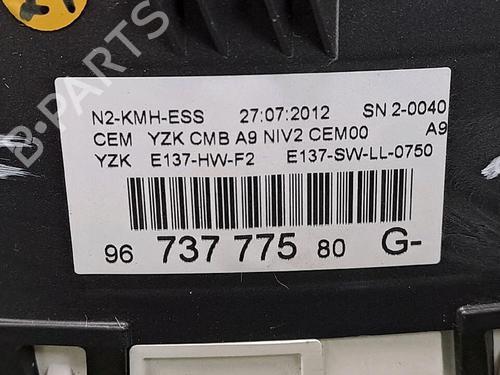 B-PARTS
N2-KMH-ESS 27:07:2012 SN 2-0040
CEM YZK CMB A9 NIV2 CEM00 A9
YZK E137-HW-F2 E137-SW-LL-0750
96 737 775 80 G-